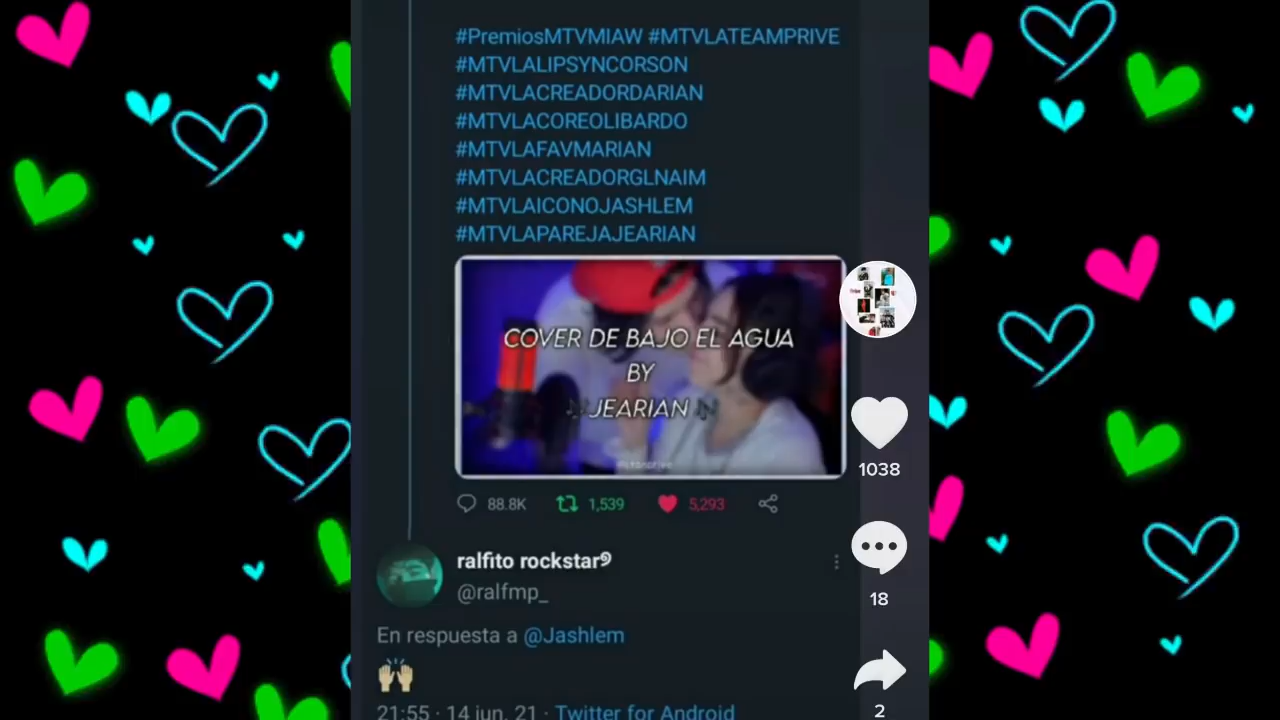 #PremiosMTVMIAW #MTVLATEAMPRIVE
#MTVLALIPSYNCORSON
#MTVLACREADORDARIAN
#MTVLACOREOLIBARDO
#MTVLAFAVMARIAN
#MTVLACREADORGLNAIM
#MTVLAICONOJASHLEM
#MTVLAPAREJAJEARIAN
COVER DE BAJO EL AGUA
BY
🎶JEARIAN🎶
88.8K 1,539 5,293
1038
ralfito rockstar୨
@ralfmp_
18
En respuesta a @Jashlem
🙌🏼
21:55 · 14 jun. 21 · Twitter for Android
2